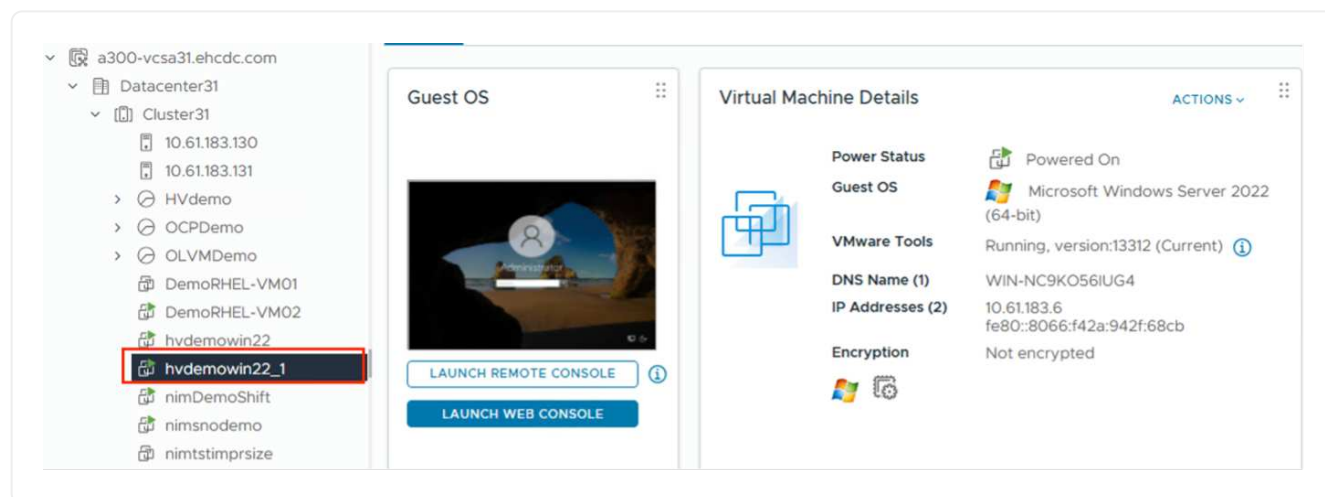 a300-vcsa31.ehcdc.com
Datacenter31
Cluster31
10.61.183.130
10.61.183.131
HVdemo
OCPDemo
OLVMDemo
DemoRHEL-VM01
DemoRHEL-VM02
hvdemowin22
hvdemowin22_1
nimDemoShift
nimsnodemo
nimtstimprsize
Guest OS
Administrator
LAUNCH REMOTE CONSOLE
LAUNCH WEB CONSOLE
Virtual Machine Details
ACTIONS
Power Status Powered On
Guest OS Microsoft Windows Server 2022
(64-bit)
VMware Tools Running, version:13312 (Current)
DNS Name (1) WIN-NC9KO56IUG4
IP Addresses (2) 10.61.183.6
fe80::8066:f42a:942f:68cb
Encryption Not encrypted